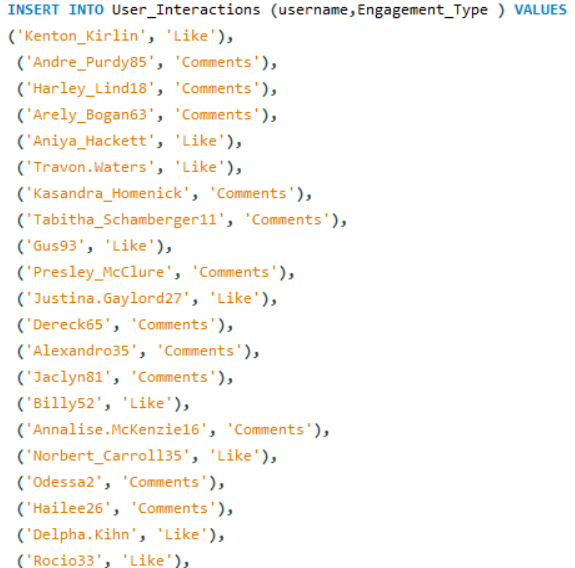 INSERT INTO User_Interactions (username,Engagement_Type ) VALUES
('Kenton_Kirlin', 'Like'),
('Andre_Purdy85', 'Comments'),
('Harley_Lind18', 'Comments'),
('Arely_Bogan63', 'Comments'),
('Aniya_Hackett', 'Like'),
('Travon.Waters', 'Like'),
('Kasandra_Homenick', 'Comments'),
('Tabitha_Schamberger11', 'Comments'),
('Gus93', 'Like'),
('Presley_McClure', 'Comments'),
('Justina.Gaylord27', 'Like'),
('Dereck65', 'Comments'),
('Alexandro35', 'Comments'),
('Jaclyn81', 'Comments'),
('Billy52', 'Like'),
('Annalise.McKenzie16', 'Comments'),
('Norbert_Carroll35', 'Like'),
('Odessa2', 'Comments'),
('Hailee26', 'Comments'),
('Delpha.Kihn', 'Like'),
('Rocio33', 'Like'),